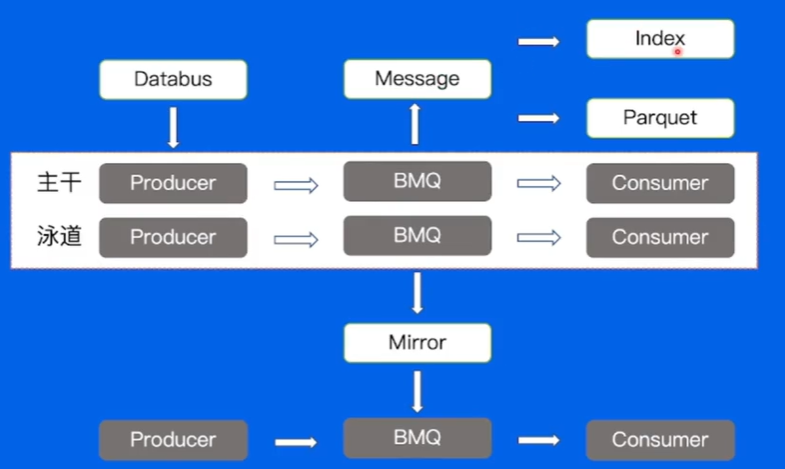 Index
Databus
Message
Parquet
主干 Producer BMQ Consumer
泳道 Producer BMQ Consumer
Mirror
Producer BMQ Consumer